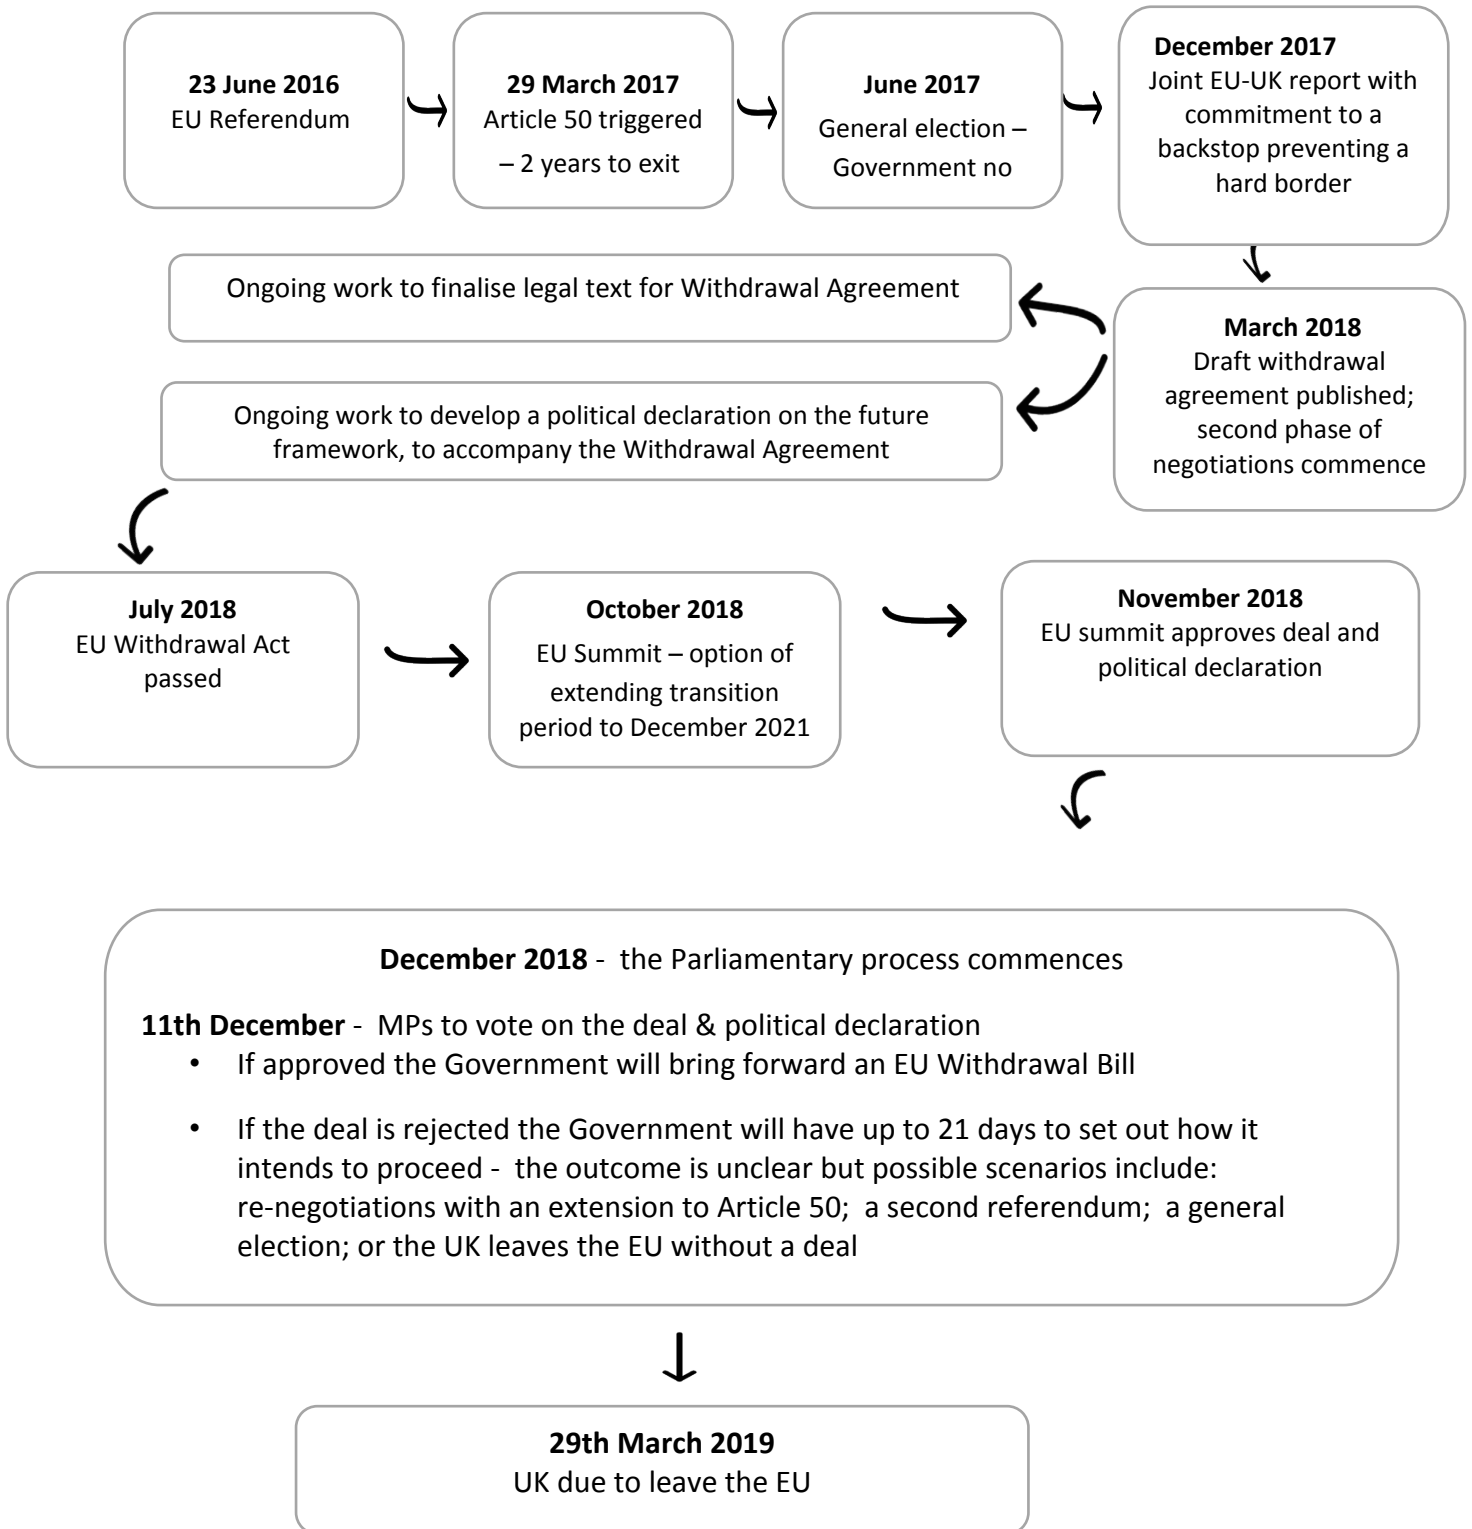 23 June 2016
EU Referendum
29 March 2017
Article 50 triggered
– 2 years to exit
June 2017
General election –
Government no
December 2017
Joint EU-UK report with
commitment to a
backstop preventing a
hard border
March 2018
Draft withdrawal
agreement published;
second phase of
negotiations commence
Ongoing work to finalise legal text for Withdrawal Agreement
Ongoing work to develop a political declaration on the future
framework, to accompany the Withdrawal Agreement
July 2018
EU Withdrawal Act
passed
October 2018
EU Summit – option of
extending transition
period to December 2021
November 2018
EU summit approves deal and
political declaration
December 2018 -  the Parliamentary process commences
11th December -  MPs to vote on the deal & political declaration
• If approved the Government will bring forward an EU Withdrawal Bill
• If the deal is rejected the Government will have up to 21 days to set out how it
intends to proceed -  the outcome is unclear but possible scenarios include:
re-negotiations with an extension to Article 50;  a second referendum;  a general
election; or the UK leaves the EU without a deal
29th March 2019
UK due to leave the EU